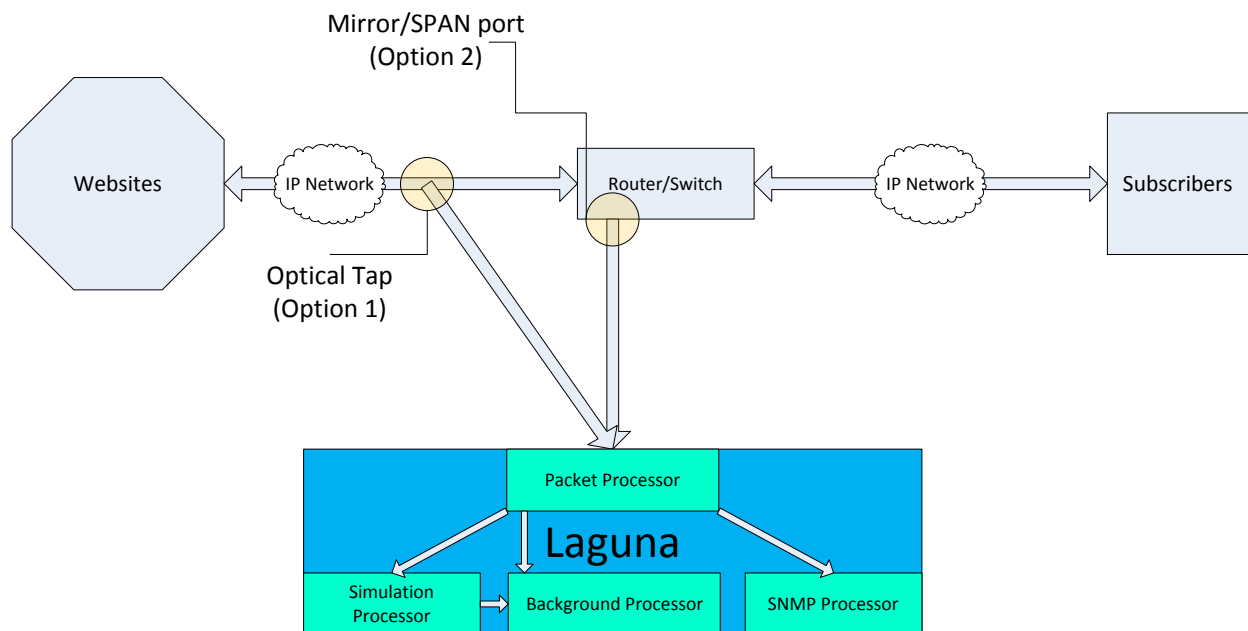 Mirror/SPAN port
(Option 2)
Websites
IP Network
Router/Switch
IP Network
Subscribers
Optical Tap
(Option 1)
Packet Processor
Laguna
Simulation
Processor
Background Processor
SNMP Processor